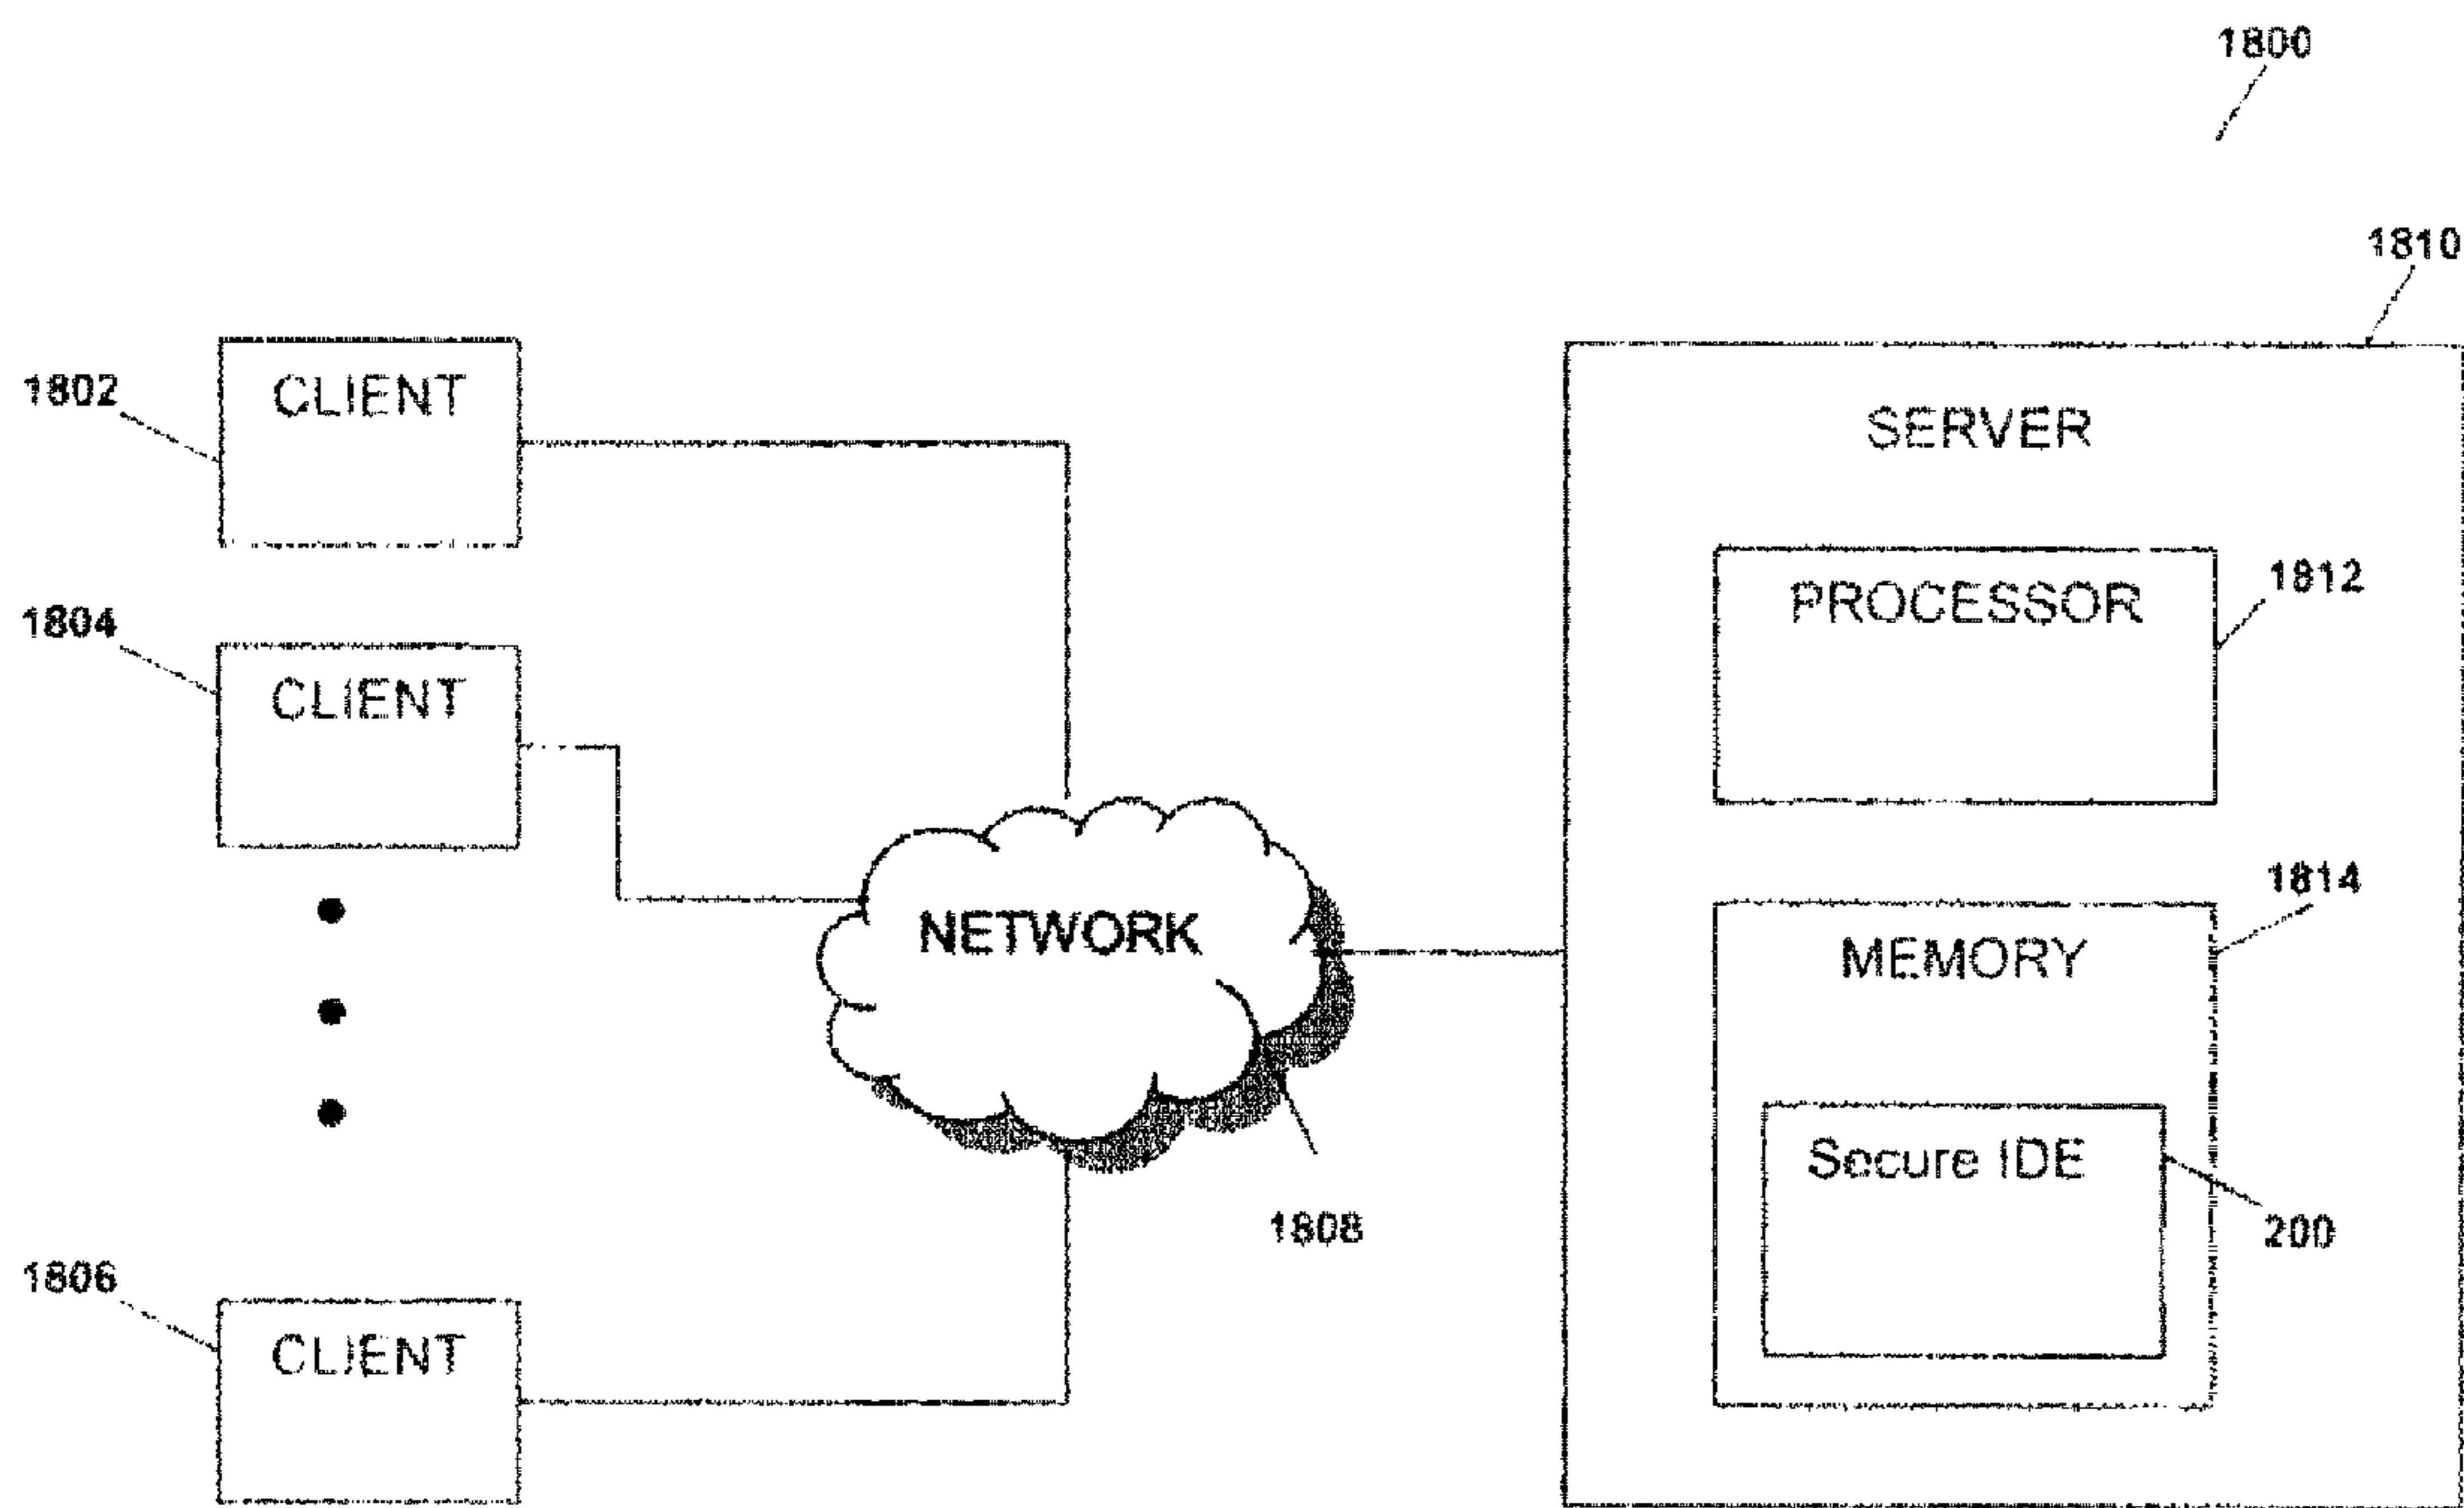 1800
1810
1802
CLIENT
SERVER
PROCESSOR
1812
1804
CLIENT
1814
NETWORK
MEMORY
Secure IDE
1808
200
1806
CLIENT